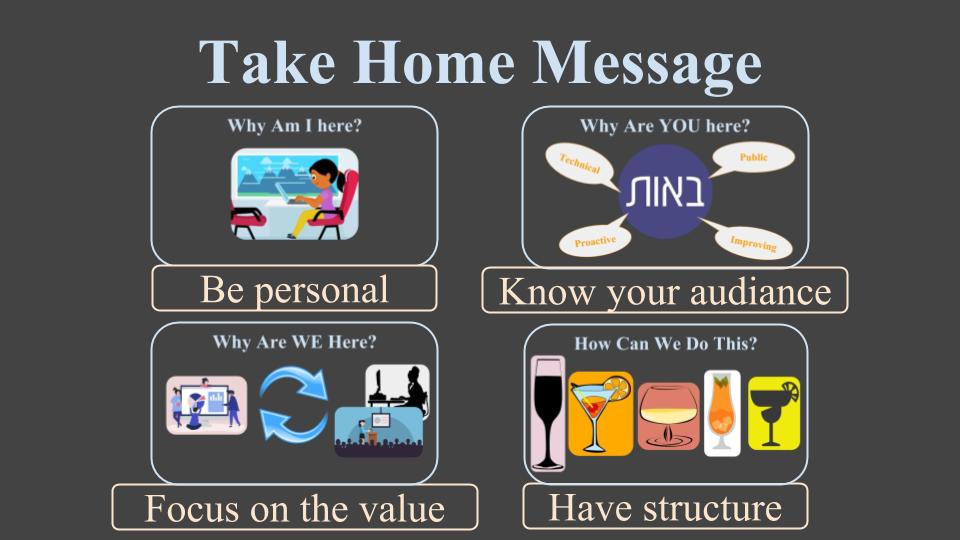 Take Home Message
Why Am I here?
Be personal
Why Are YOU here?
Technical
Public
באות
Proactive
Improving
Know your audiance
Why Are WE Here?
Focus on the value
How Can We Do This?
Have structure